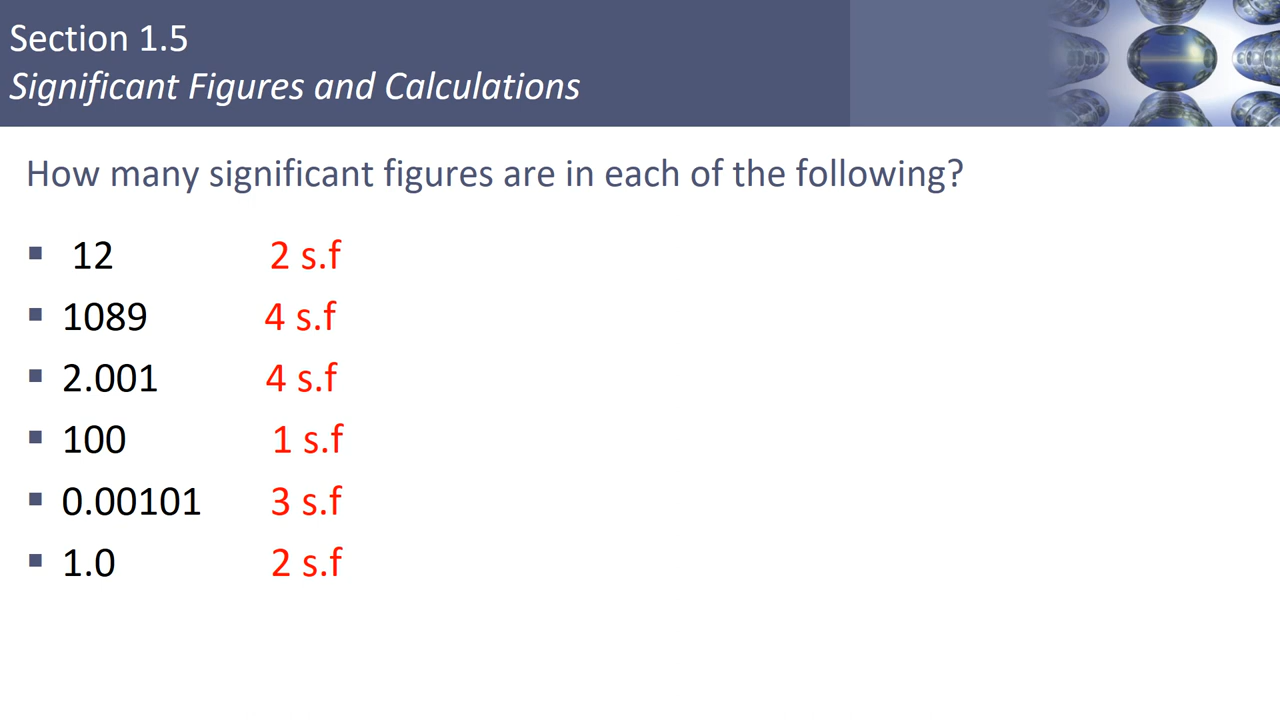 Section 1.5
Significant Figures and Calculations
How many significant figures are in each of the following?
▪ 12 2 s.f
▪ 1089 4 s.f
▪ 2.001 4 s.f
▪ 100 1 s.f
▪ 0.00101 3 s.f
▪ 1.0 2 s.f